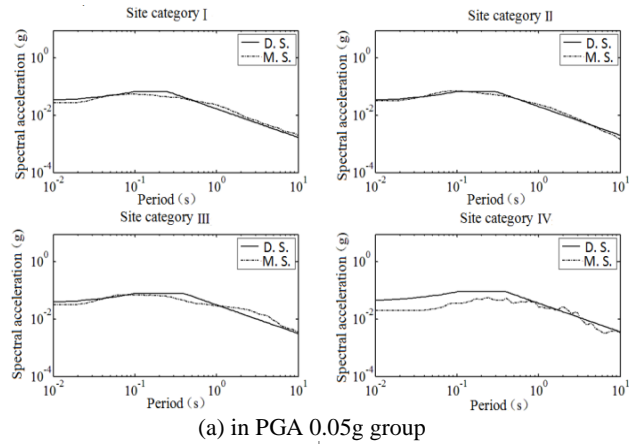 Site category I
Spectral acceleration (g)
10^0
10^-2
10^-4
D. S.
M. S.
10^-2
10^-1
10^0
10^1
Period (s)
Site category II
Spectral acceleration (g)
10^0
10^-2
10^-4
D. S.
M. S.
10^-2
10^-1
10^0
10^1
Period (s)
Site category III
Spectral acceleration (g)
10^0
10^-2
10^-4
D. S.
M. S.
10^-2
10^-1
10^0
10^1
Period (s)
Site category IV
Spectral acceleration (g)
10^0
10^-2
10^-4
D. S.
M. S.
10^-2
10^-1
10^0
10^1
Period (s)
(a) in PGA 0.05g group